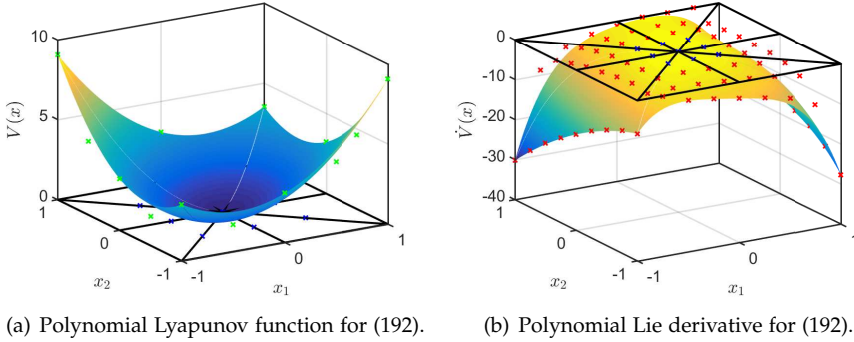 10
5
0
V(x)
1
0
-1
x₂
-1
0
1
x₁
0
-10
-20
-30
-40
V̇(x)
1
0
-1
x₂
-1
0
1
x₁
(a) Polynomial Lyapunov function for (192).
(b) Polynomial Lie derivative for (192).